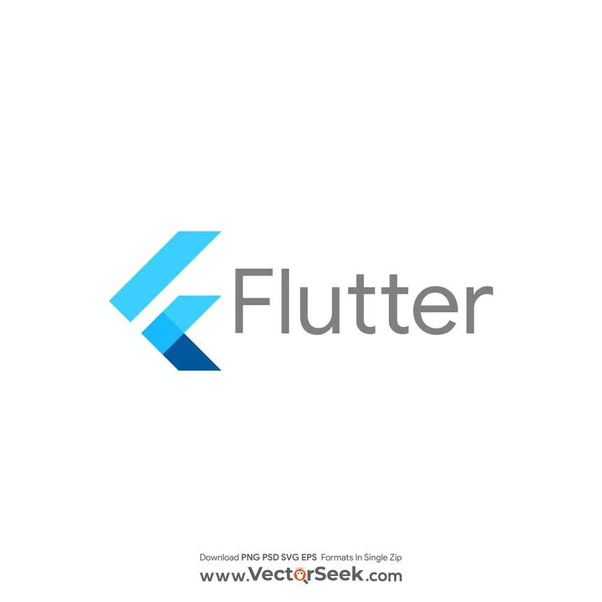 Flutter
Download PNG PSD SVG EPS Formats In Single Zip
www.VectorSeek.com